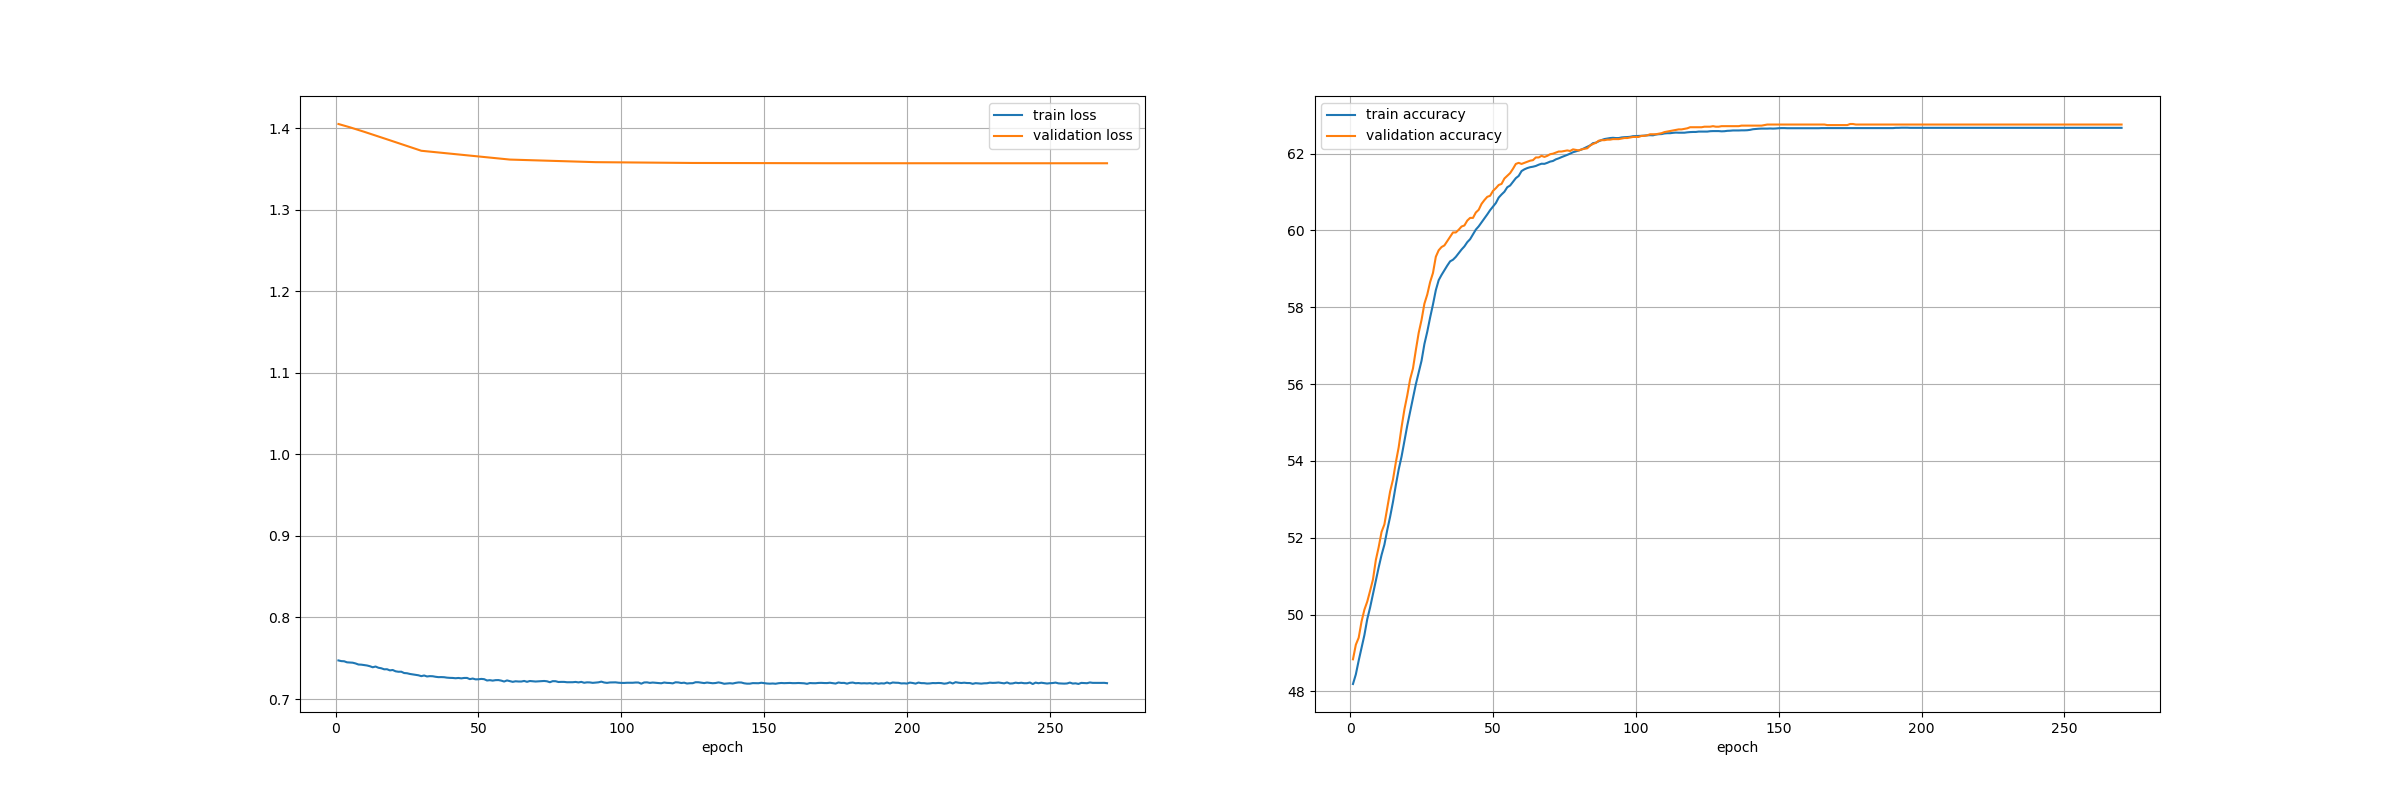 train loss
validation loss
1.4
1.3
1.2
1.1
1.0
0.9
0.8
0.7
0 50 100 150 200 250
epoch
train accuracy
validation accuracy
62
60
58
56
54
52
50
48
0 50 100 150 200 250
epoch